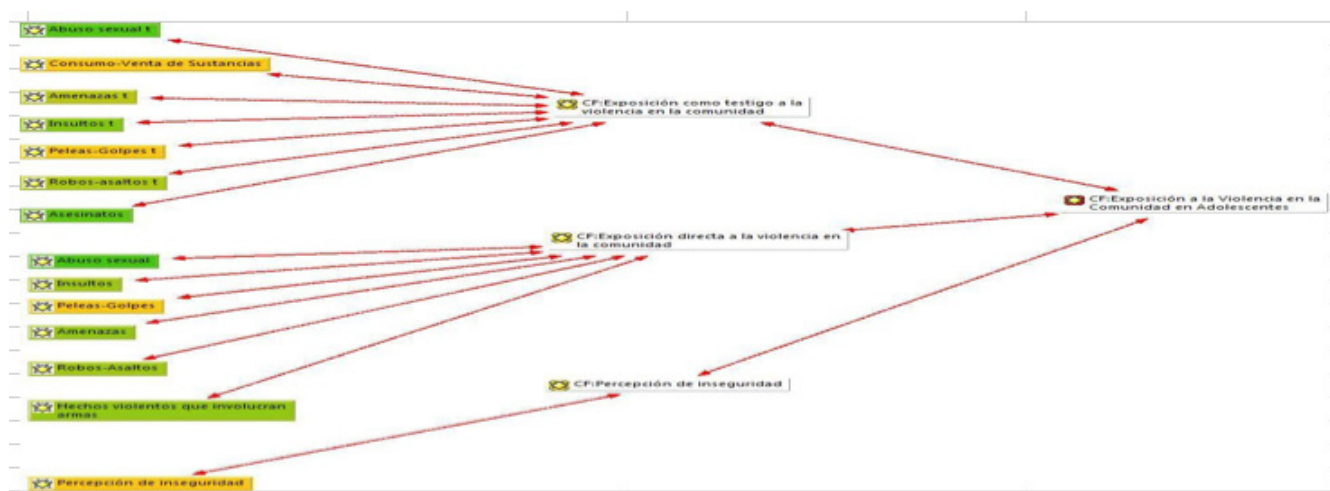 Abuso sexual t
Consumo-Venta de Sustancias
Amenazas t
Insultos t
Peleas-Golpes t
Robos-asaltos t
Asesinatos
CF:Exposición como testigo a la
violencia en la comunidad
CF:Exposición a la Violencia en la
Comunidad en Adolescentes
CF:Exposición directa a la violencia en
la comunidad
Abuso sexual
Insultos
Peleas-Golpes
Amenazas
Robos-Asaltos
Hechos violentos que involucran
armas
CF:Percepción de inseguridad
Percepción de inseguridad